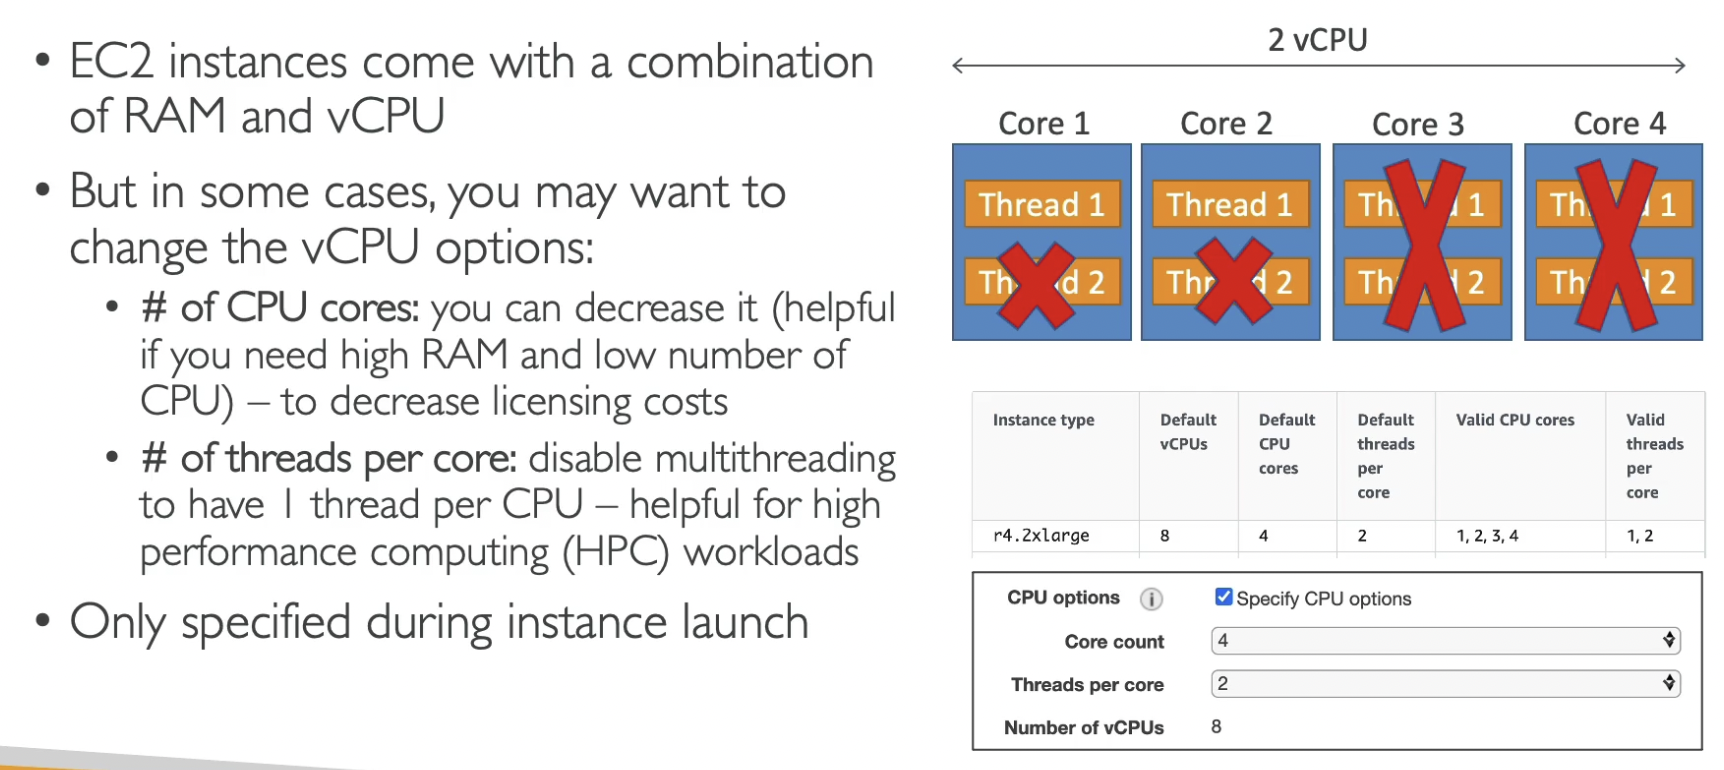 • EC2 instances come with a combination
of RAM and vCPU
• But in some cases, you may want to
change the vCPU options:
• # of CPU cores: you can decrease it (helpful
if you need high RAM and low number of
CPU) – to decrease licensing costs
• # of threads per core: disable multithreading
to have 1 thread per CPU – helpful for high
performance computing (HPC) workloads
• Only specified during instance launch
2 vCPU
Core 1 Core 2 Core 3 Core 4
Thread 1 Thread 1 Th 1 Th 1
Th d 2 Thr d 2 Th 2 Th 2
Instance type Default Default Default Valid CPU cores Valid
vCPUs CPU threads threads
cores per per
core core
r4.2xlarge 8 4 2 1, 2, 3, 4 1, 2
CPU options i Specify CPU options
Core count 4
Threads per core 2
Number of vCPUs 8